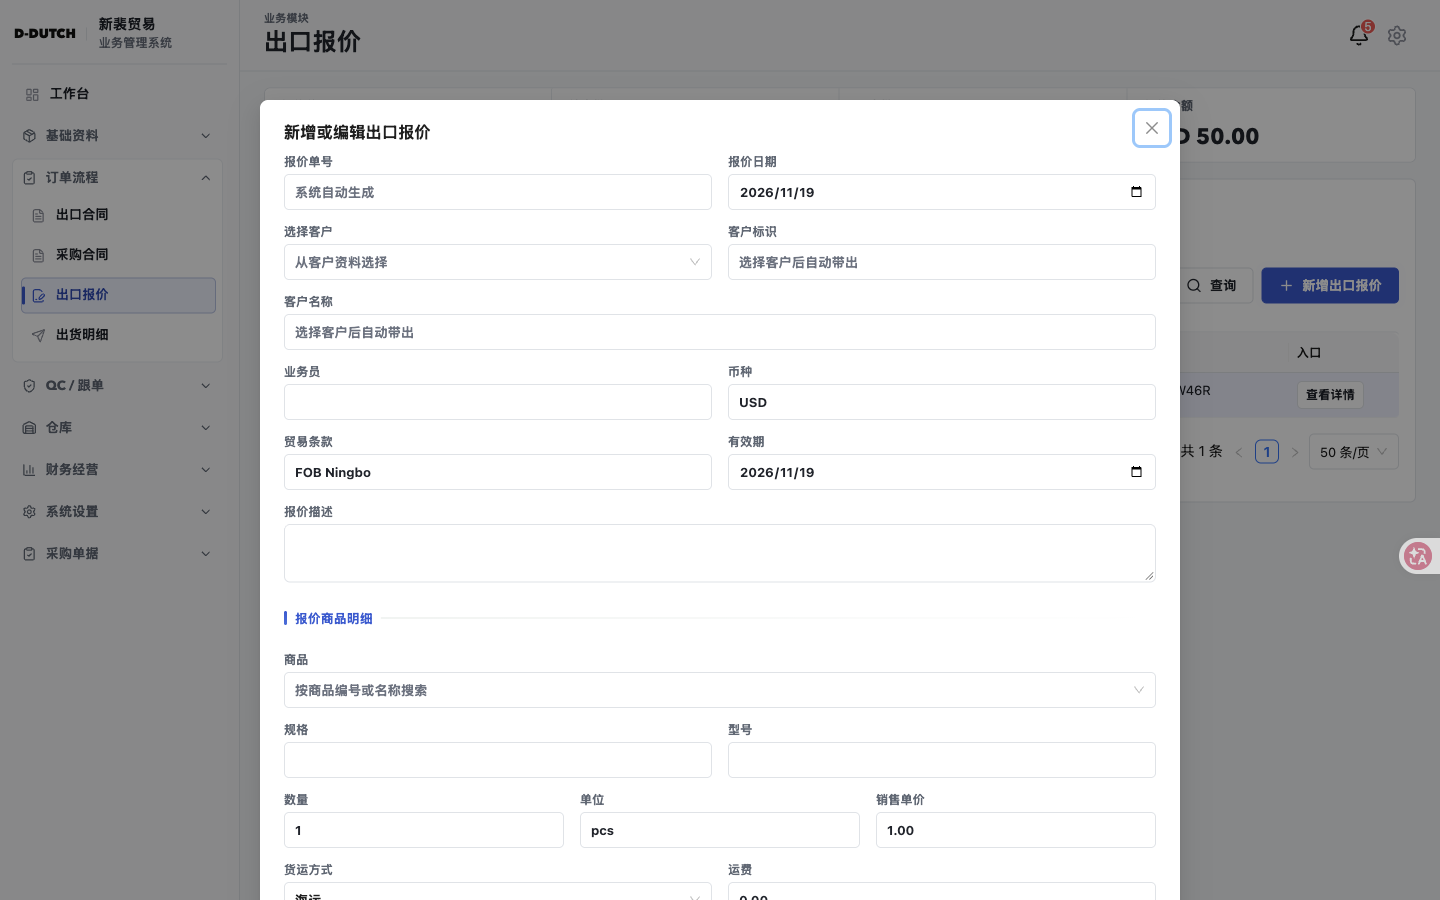 D-DUTCH
新裴贸易
业务管理系统
工作台
基础资料
订单流程
出口合同
采购合同
出口报价
出货明细
QC / 跟单
仓库
财务经营
系统设置
采购单据
业务模块
出口报价
5
额
50.00
查询
新增出口报价
入口
W46R
查看详情
共 1 条
1
50 条/页
新增或编辑出口报价
报价单号
系统自动生成
报价日期
2026/11/19
选择客户
从客户资料选择
客户标识
选择客户后自动带出
客户名称
选择客户后自动带出
业务员
币种
USD
贸易条款
FOB Ningbo
有效期
2026/11/19
报价描述
报价商品明细
商品
按商品编号或名称搜索
规格
型号
数量
1
单位
pcs
销售单价
1.00
货运方式
海运
运费
0.00